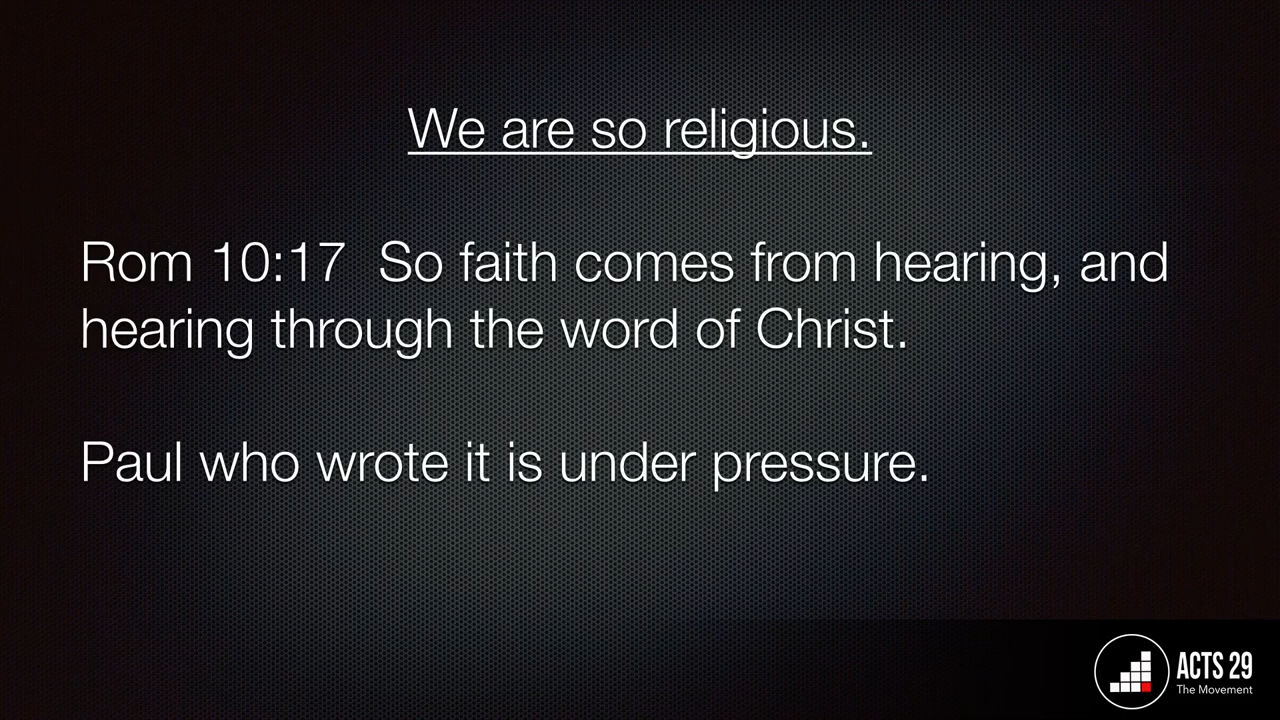 We are so religious.
Rom 10:17  So faith comes from hearing, and
hearing through the word of Christ.
Paul who wrote it is under pressure.
ACTS 29
The Movement